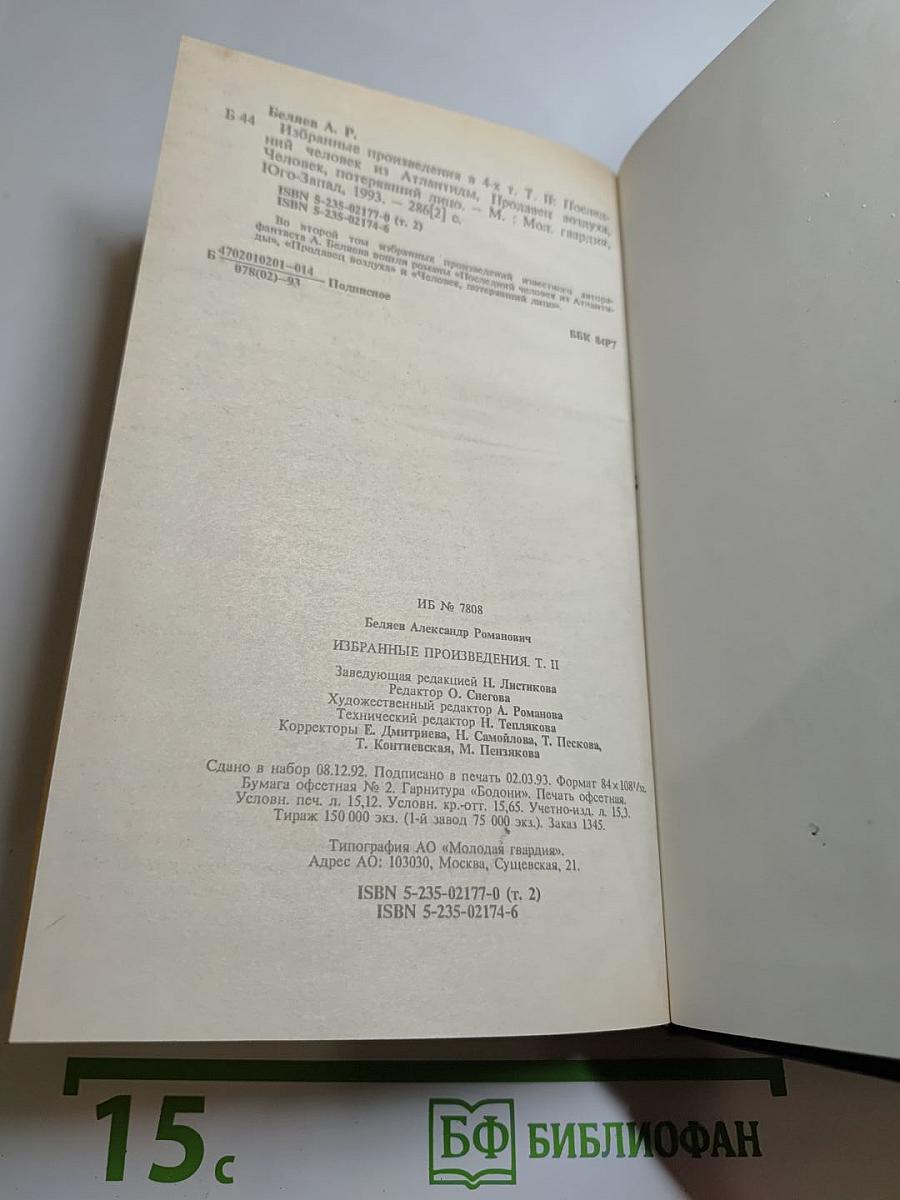 Беляев А. Р.
Б 44
Избранные произведения в 4-х т. Т. II: Послед-
ний человек из Атлантиды, Продавец воздуха,
Человек, потерявший лицо. — М. : Мол. гвардия,
Юго-Запад, 1993. — 286[2] с.
ISBN 5-235-02177-0 (т. 2)
ISBN 5-235-02174-6
Во второй том избранных произведений известного автора-
фантаста А. Беляева вошли романы «Последний человек из Атланти-
ды», «Продавец воздуха» и «Человек, потерявший лицо».
Б 4702010201—014 / 078(02)—93 — Подписное
ББК 84Р7
ИБ № 7808
Беляев Александр Романович
ИЗБРАННЫЕ ПРОИЗВЕДЕНИЯ. Т. II
Заведующая редакцией Н. Листикова
Редактор О. Снегова
Художественный редактор А. Романова
Технический редактор Н. Теплякова
Корректоры Е. Дмитриева, Н. Самойлова, Т. Пескова,
Т. Контиевская, М. Пензякова
Сдано в набор 08.12.92. Подписано в печать 02.03.93. Формат 84×108 1/32.
Бумага офсетная № 2. Гарнитура «Бодони». Печать офсетная.
Условн. печ. л. 15,12. Условн. кр.-отт. 15,65. Учетно-изд. л. 15,3.
Тираж 150 000 экз. (1-й завод 75 000 экз.). Заказ 1345.
Типография АО «Молодая гвардия».
Адрес АО: 103030, Москва, Сущевская, 21.
ISBN 5-235-02177-0 (т. 2)
ISBN 5-235-02174-6
15 с
БФ БИБЛИОФАН